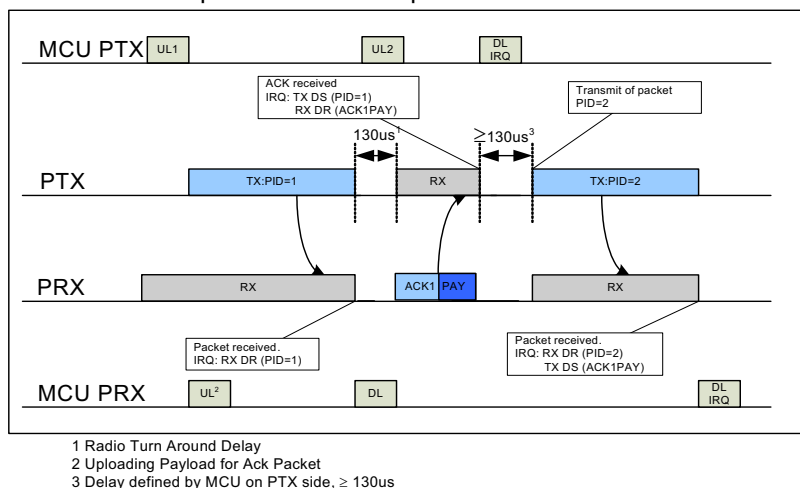 MCU PTX
UL1
UL2
DL
IRQ
ACK received
IRQ: TX DS (PID=1)
RX DR (ACK1PAY)
Transmit of packet
PID=2
130us¹
≥130us³
PTX
TX:PID=1
RX
TX:PID=2
PRX
RX
ACK1
PAY
RX
Packet received.
IRQ: RX DR (PID=1)
Packet received.
IRQ: RX DR (PID=2)
TX DS (ACK1PAY)
MCU PRX
UL²
DL
DL
IRQ
1 Radio Turn Around Delay
2 Uploading Payload for Ack Packet
3 Delay defined by MCU on PTX side, ≥ 130us